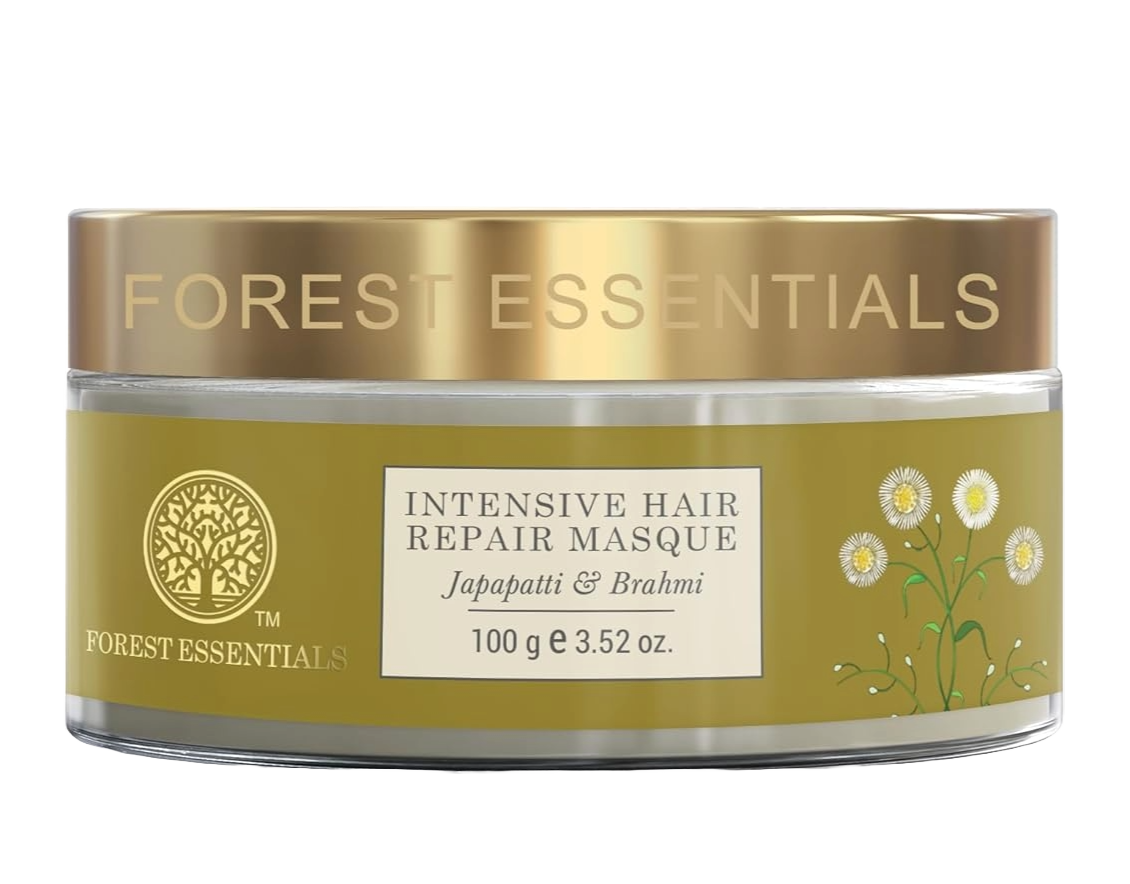 FOREST ESSENTIALS
TM
FOREST ESSENTIALS
INTENSIVE HAIR
REPAIR MASQUE
Japapatti & Brahmi
100 g e 3.52 oz.